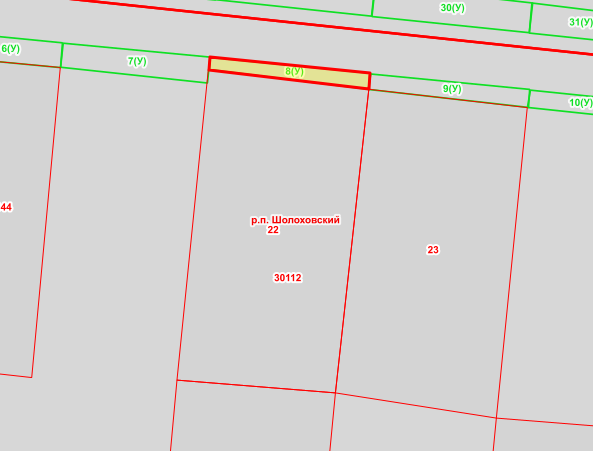 30(У)
31(У)
6(У)
7(У)
8(У)
9(У)
10(У)
44
р.п. Шолоховский
22
23
30112